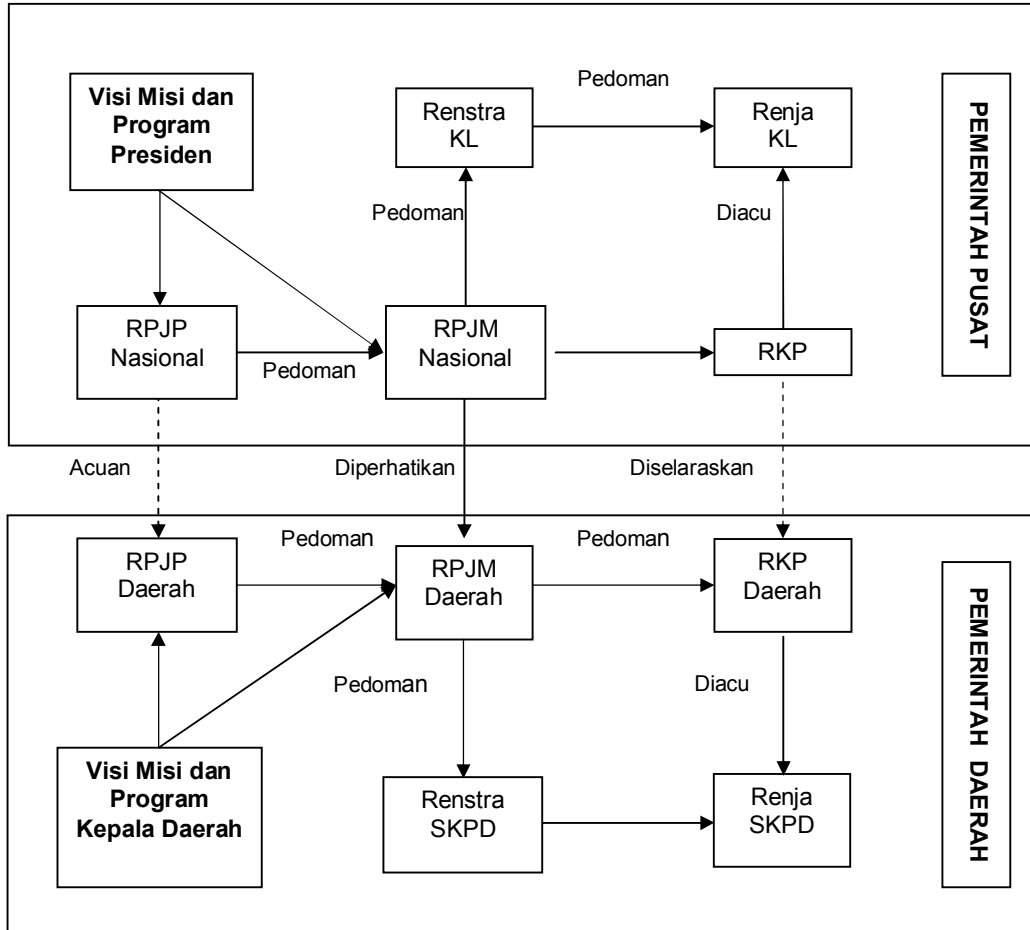 Visi Misi dan
Program
Presiden
Renstra
KL
Pedoman
Renja
KL
Pedoman
Diacu
RPJP
Nasional
Pedoman
RPJM
Nasional
RKP
PEMERINTAH PUSAT
Acuan
Diperhatikan
Diselaraskan
RPJP
Daerah
Pedoman
RPJM
Daerah
Pedoman
RKP
Daerah
Pedoman
Diacu
Visi Misi dan
Program
Kepala Daerah
Renstra
SKPD
Renja
SKPD
PEMERINTAH DAERAH